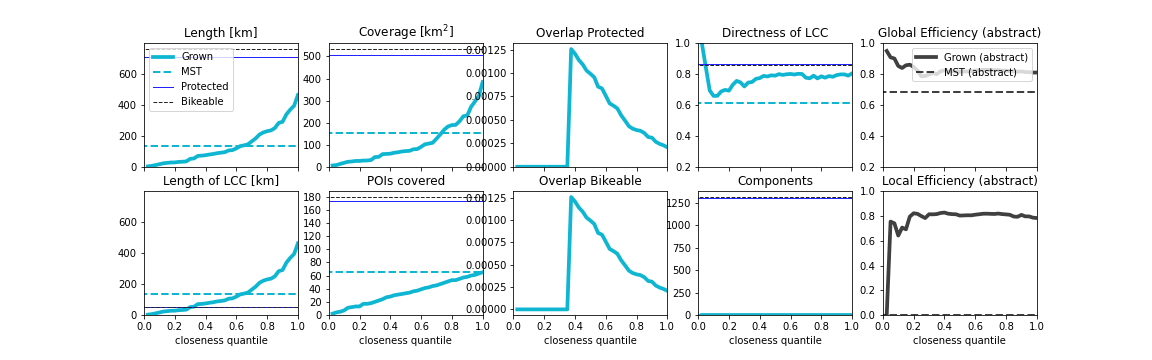 Length [km]
Coverage [km²]
Overlap Protected
Directness of LCC
Global Efficiency (abstract)
Grown
MST
Protected
Bikeable
600
400
200
0
500
400
300
200
100
0
0.00125
0.00100
0.00075
0.00050
0.00025
0.00000
1.0
0.8
0.6
0.4
0.2
1.0
0.8
0.6
0.4
0.2
Grown (abstract)
MST (abstract)
Length of LCC [km]
POIs covered
Overlap Bikeable
Components
Local Efficiency (abstract)
600
400
200
0
180
160
140
120
100
80
60
40
20
0
0.00125
0.00100
0.00075
0.00050
0.00025
0.00000
1250
1000
750
500
250
0
1.0
0.8
0.6
0.4
0.2
0.0
0.0 0.2 0.4 0.6 0.8 1.0
0.0 0.2 0.4 0.6 0.8 1.0
0.0 0.2 0.4 0.6 0.8 1.0
0.0 0.2 0.4 0.6 0.8 1.0
0.0 0.2 0.4 0.6 0.8 1.0
closeness quantile
closeness quantile
closeness quantile
closeness quantile
closeness quantile